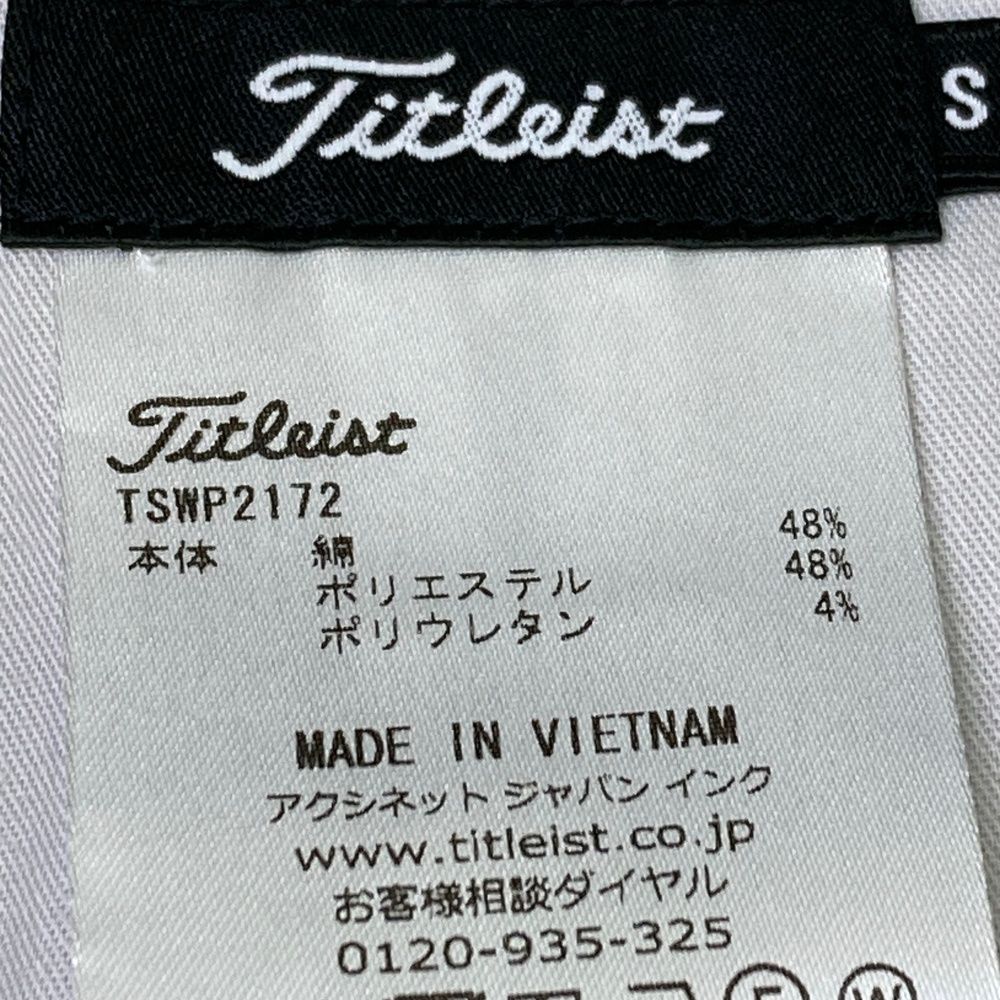 Titleist
S
Titleist
TSWP2172
本体 綿 48%
ポリエステル 48%
ポリウレタン 4%
MADE IN VIETNAM
アクシネット ジャパン インク
www.titleist.co.jp
お客様相談ダイヤル
0120-935-325
F W